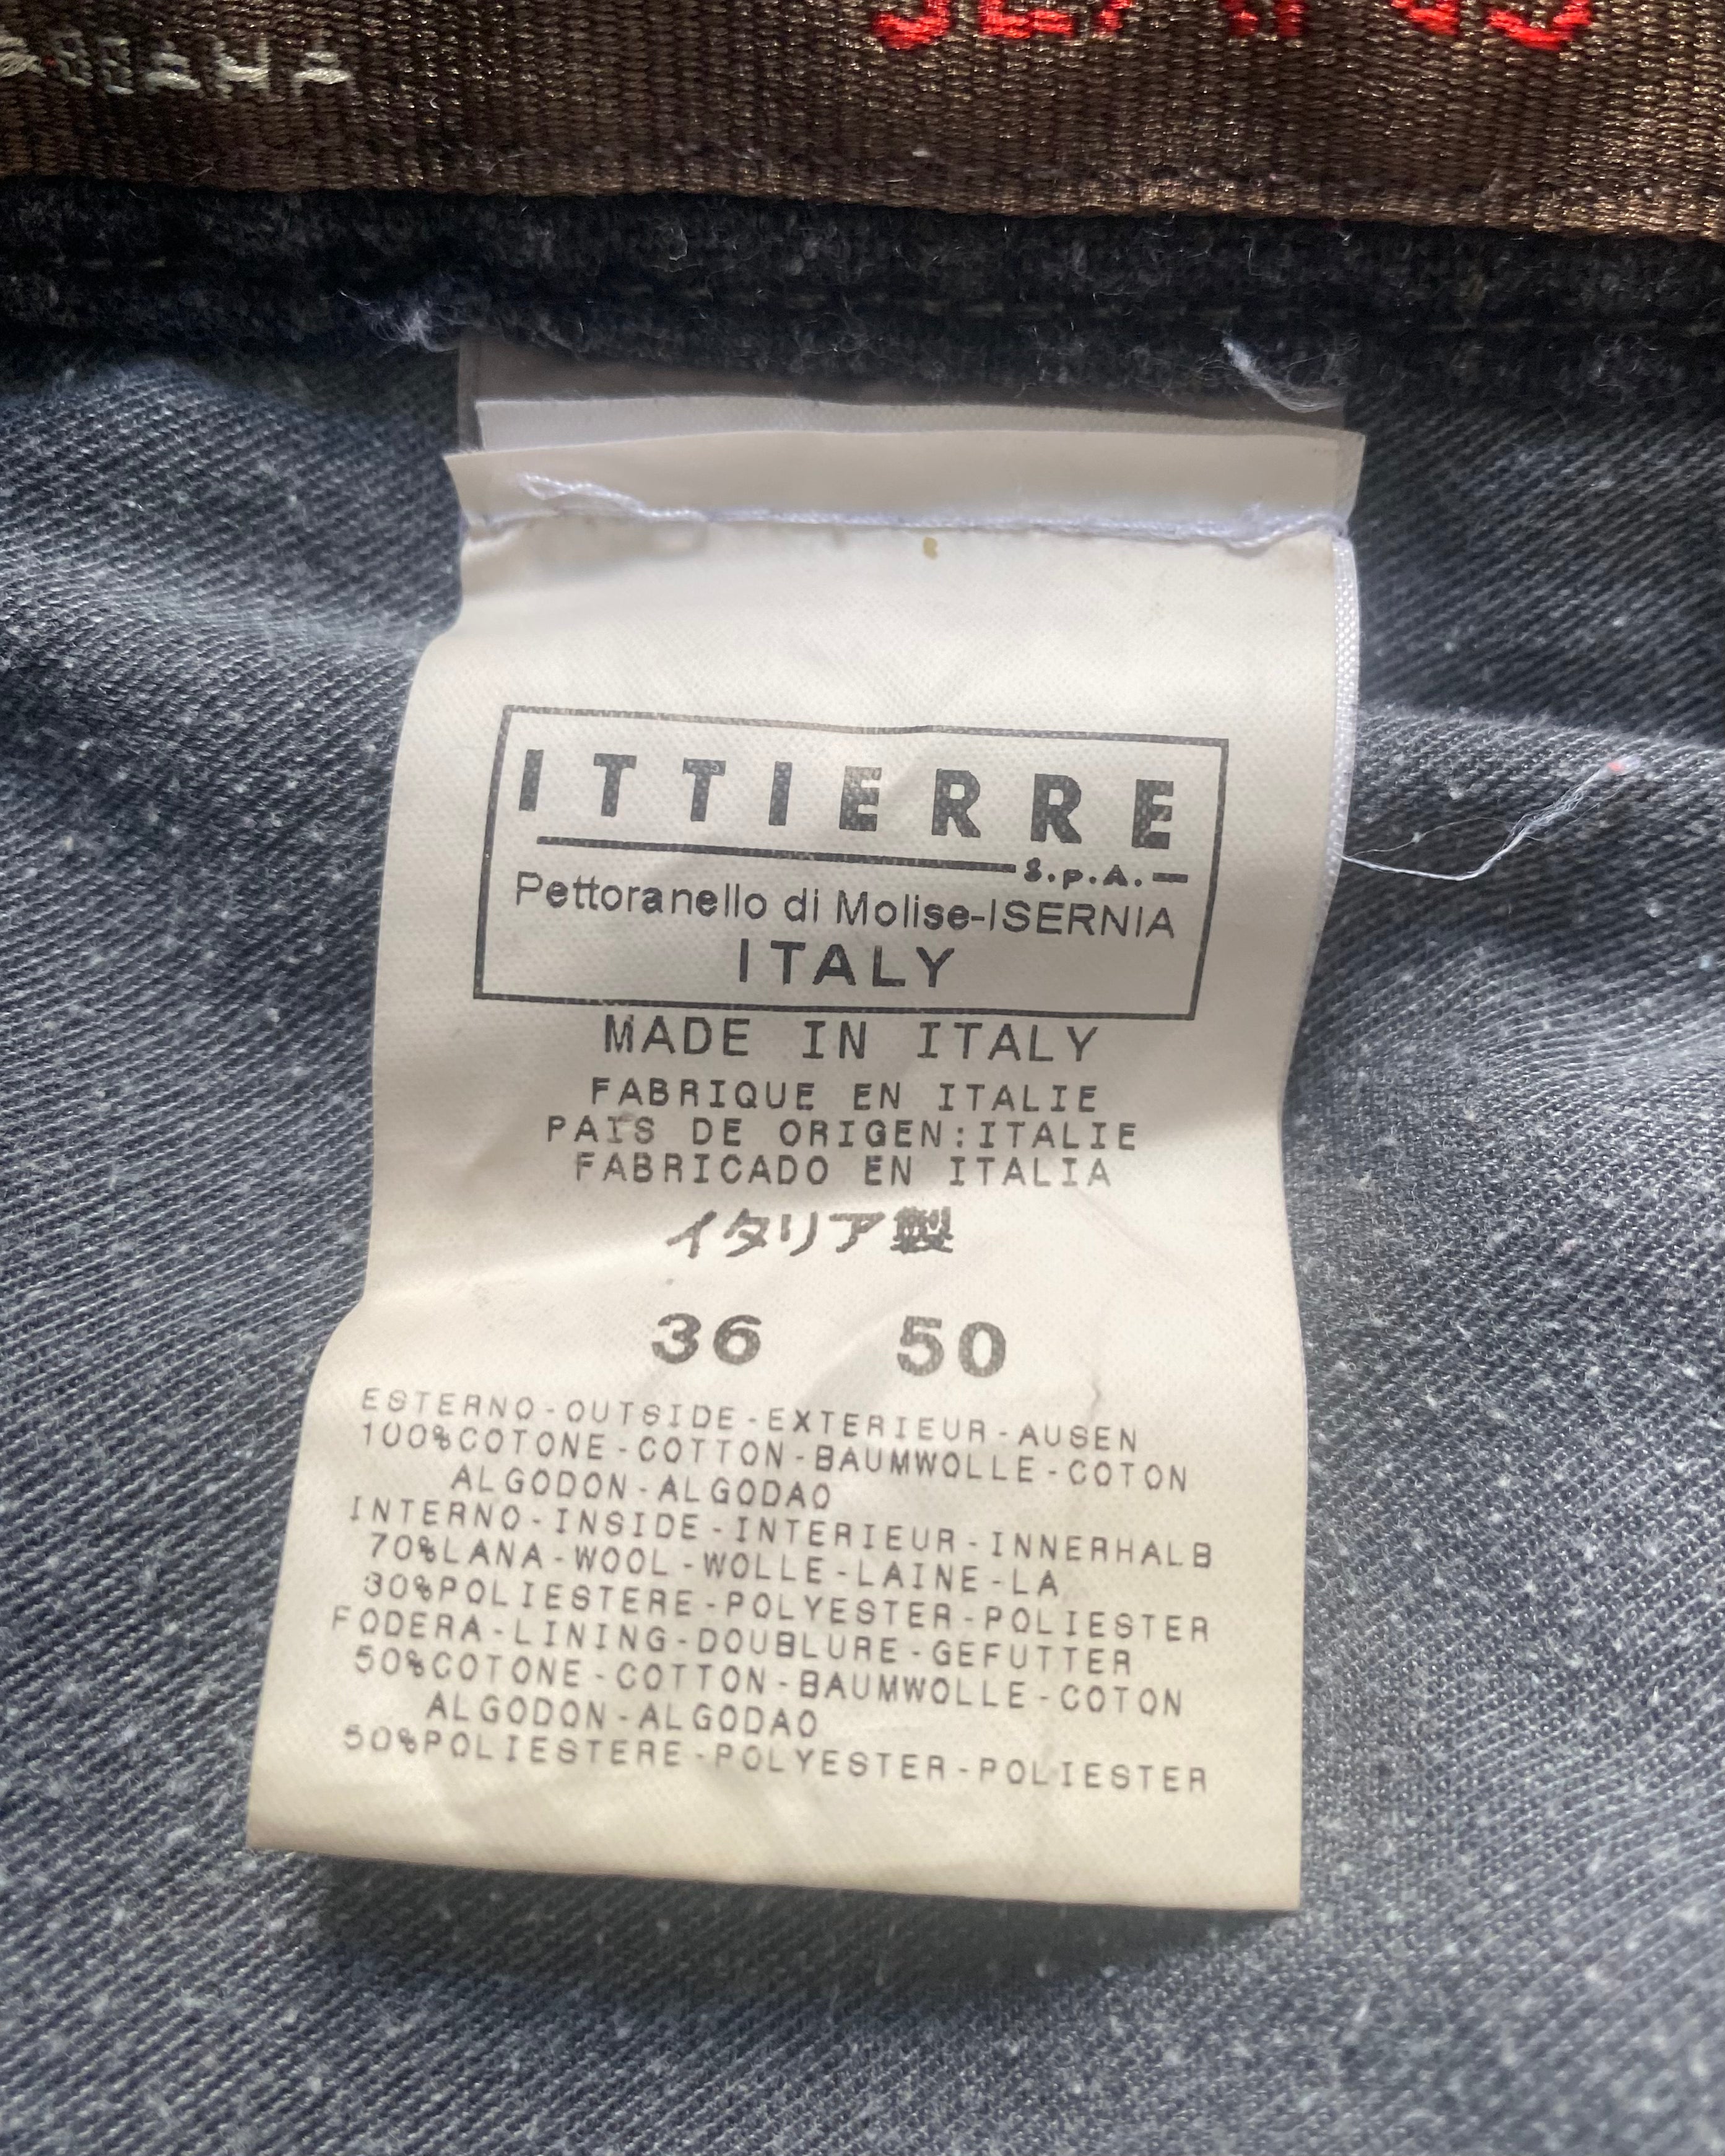 ITTIERRE
S.p.A.
Pettoranello di Molise-ISERNIA
ITALY
MADE IN ITALY
FABRIQUE EN ITALIE
PAIS DE ORIGEN:ITALIE
FABRICADO EN ITALIA
イタリア製
36 50
ESTERNO-OUTSIDE-EXTERIEUR-AUSEN
100%COTONE-COTTON-BAUMWOLLE-COTON
ALGODON-ALGODAO
INTERNO-INSIDE-INTERIEUR-INNERHALB
70%LANA-WOOL-WOLLE-LAINE-LA
30%POLIESTERE-POLYESTER-POLIESTER
FODERA-LINING-DOUBLURE-GEFUTTER
50%COTONE-COTTON-BAUMWOLLE-COTON
ALGODON-ALGODAO
50%POLIESTERE-POLYESTER-POLIESTER